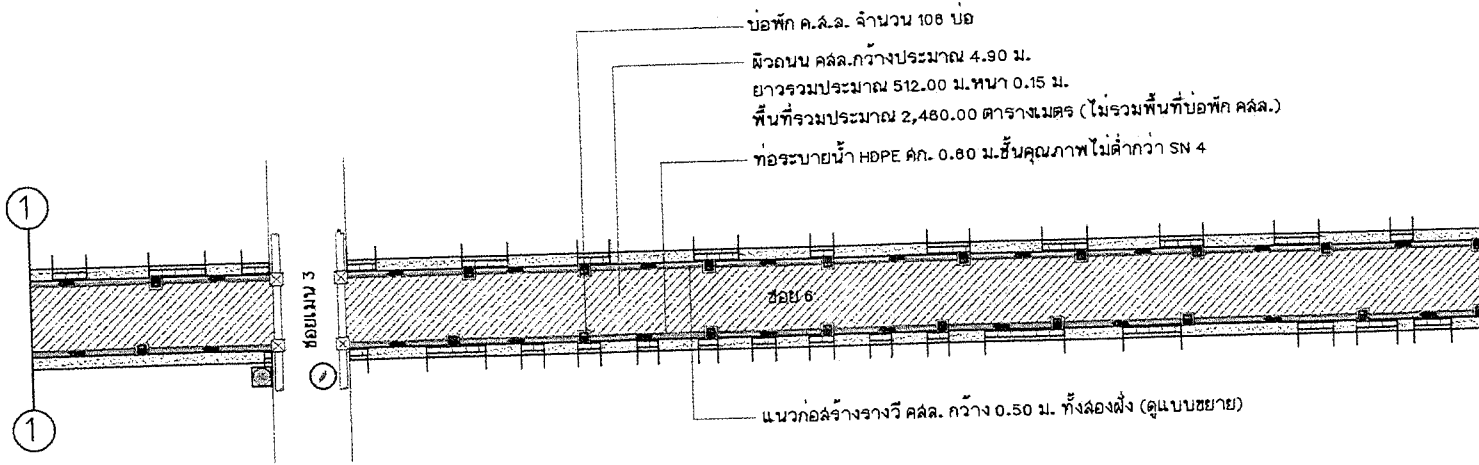 บ่อพัก ค.ส.ล. จำนวน 108 บ่อ
ผิวถนน คสล.กว้างประมาณ 4.90 ม.
ยาวรวมประมาณ 512.00 ม.หนา 0.15 ม.
พื้นที่รวมประมาณ 2,480.00 ตารางเมตร (ไม่รวมพื้นที่บ่อพัก คสล.)
ท่อระบายน้ำ HDPE ศก. 0.60 ม.ชั้นคุณภาพไม่ต่ำกว่า SN 4
1
ซอยเมน 3
ซอย 6
1
แนวก่อสร้างรางวี คสล. กว้าง 0.50 ม. ทั้งสองฝั่ง (ดูแบบขยาย)